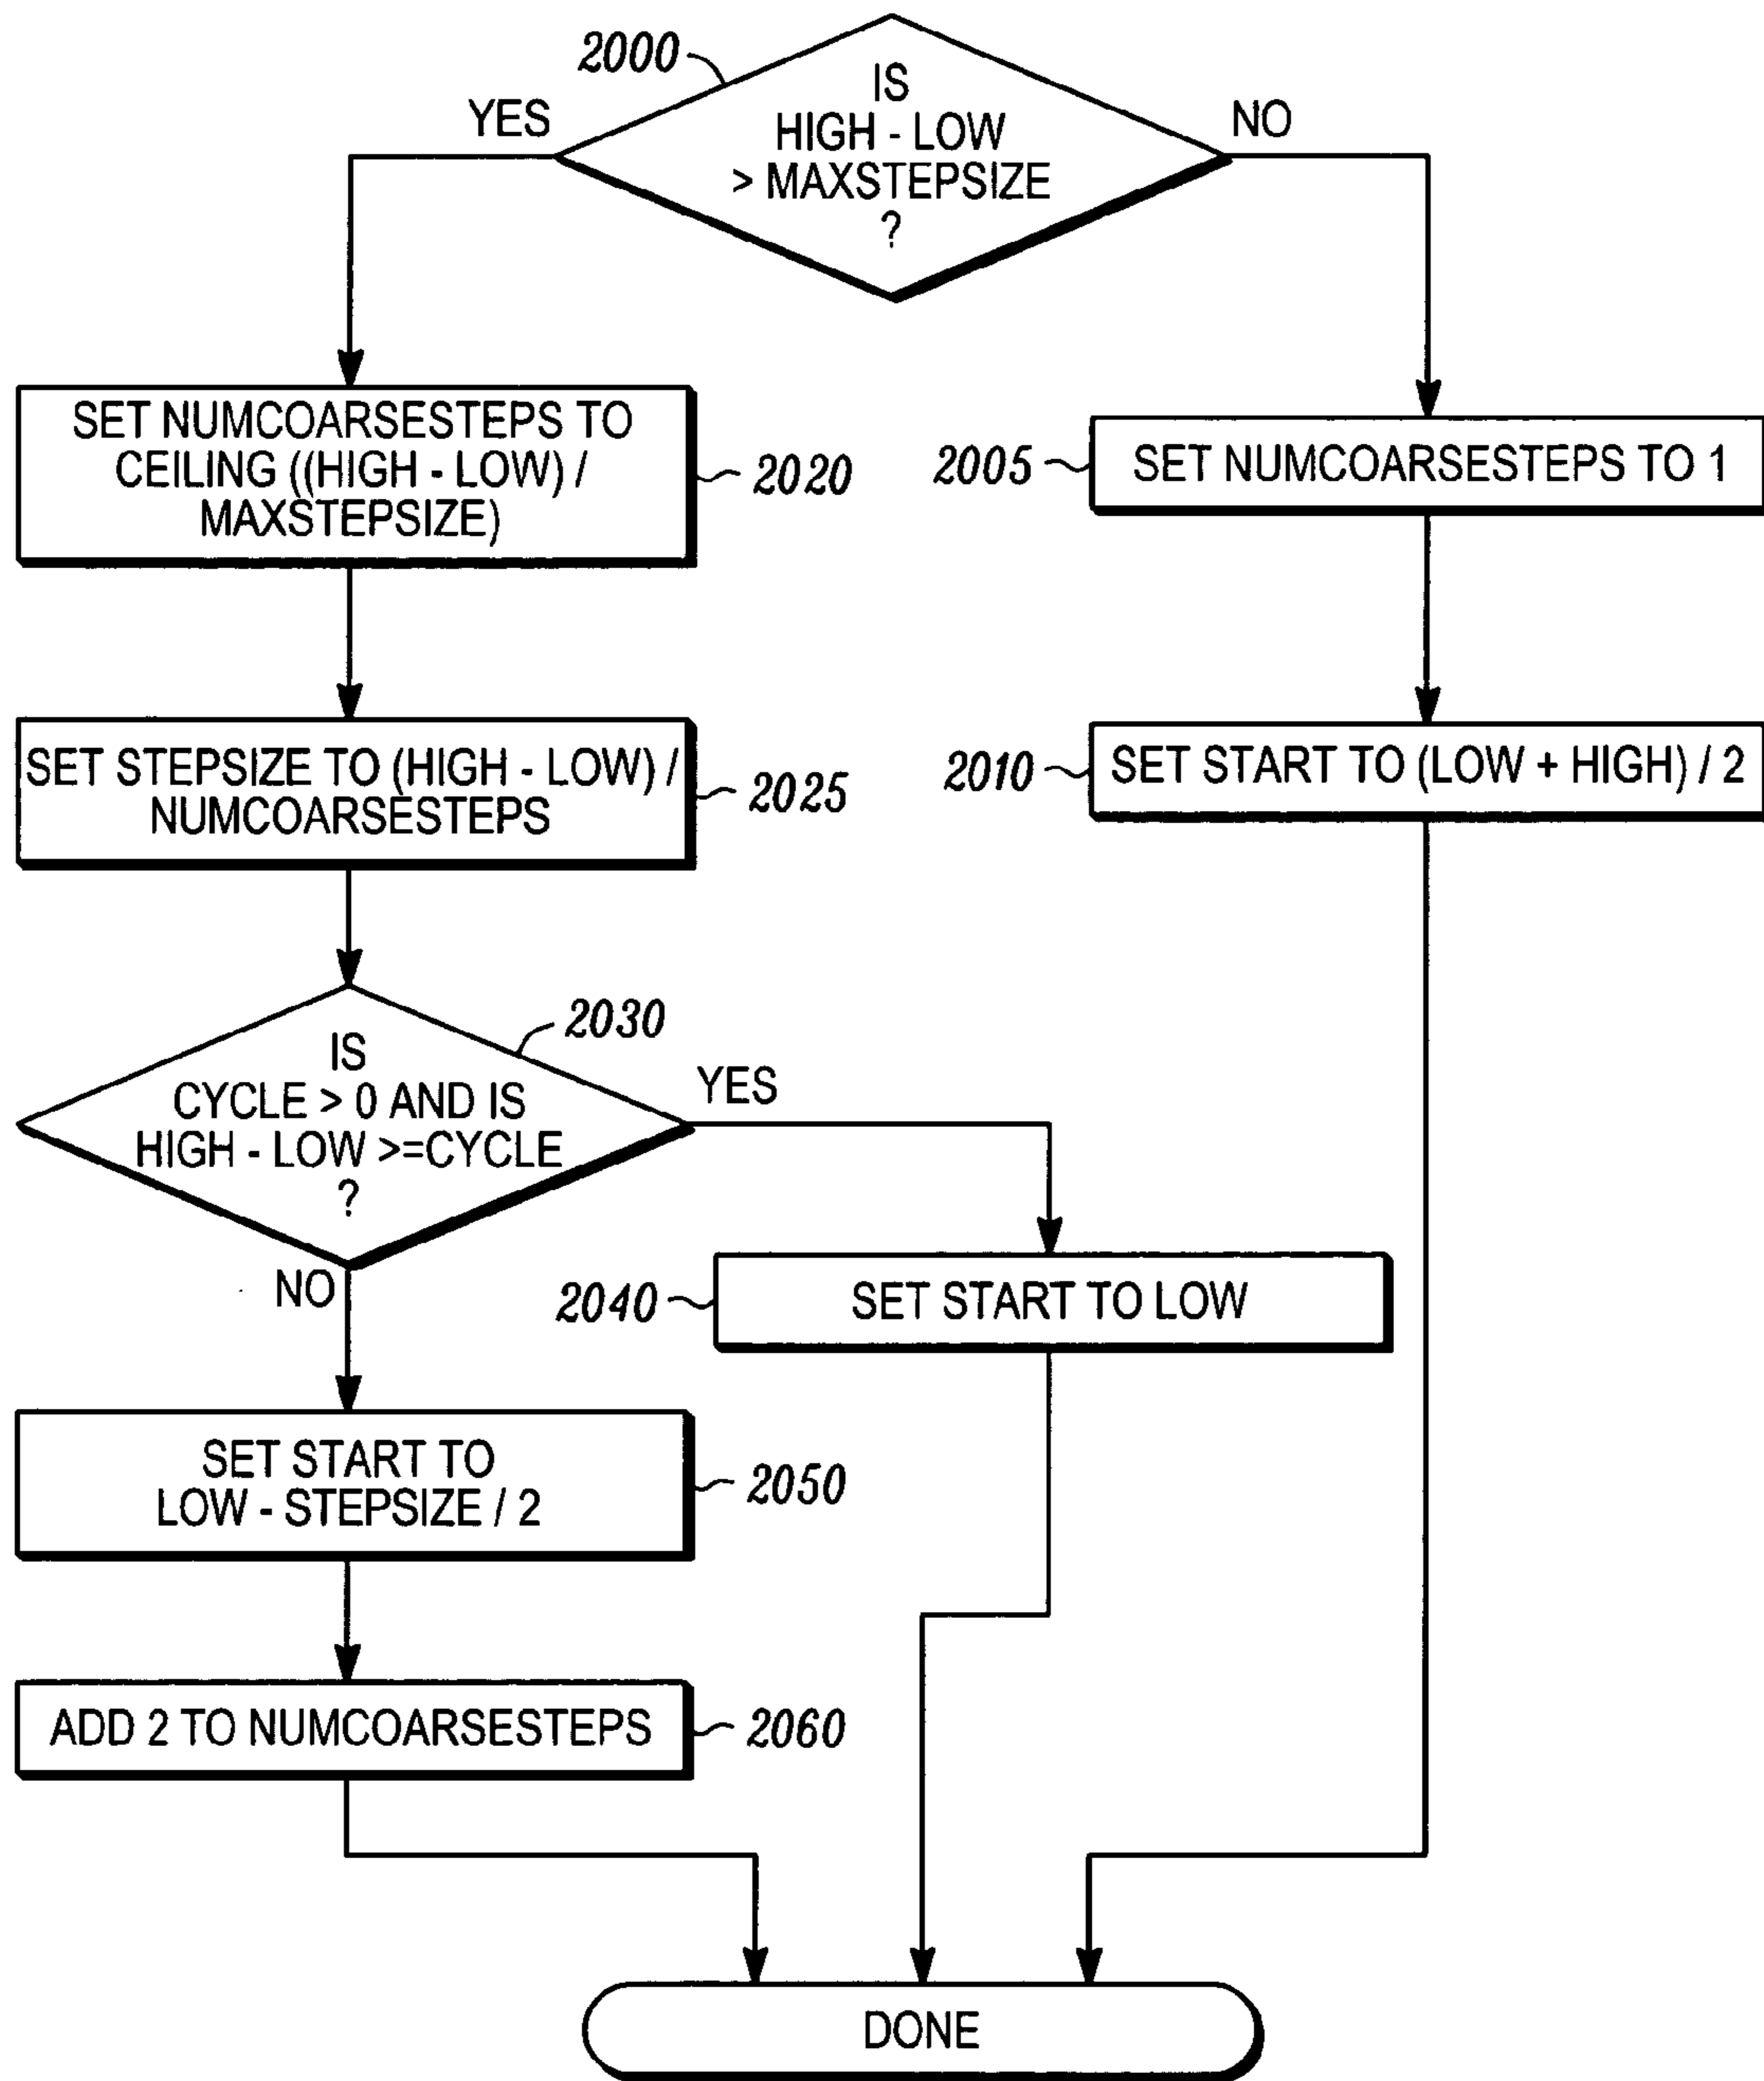 2000
IS
HIGH - LOW
> MAXSTEPSIZE
?
YES
NO
SET NUMCOARSESTEPS TO
CEILING ((HIGH - LOW) /
MAXSTEPSIZE)
2020
2005
SET NUMCOARSESTEPS TO 1
SET STEPSIZE TO (HIGH - LOW) /
NUMCOARSESTEPS
2025
2010
SET START TO (LOW + HIGH) / 2
2030
IS
CYCLE > 0 AND IS
HIGH - LOW >=CYCLE
?
YES
NO
2040
SET START TO LOW
SET START TO
LOW - STEPSIZE / 2
2050
ADD 2 TO NUMCOARSESTEPS
2060
DONE